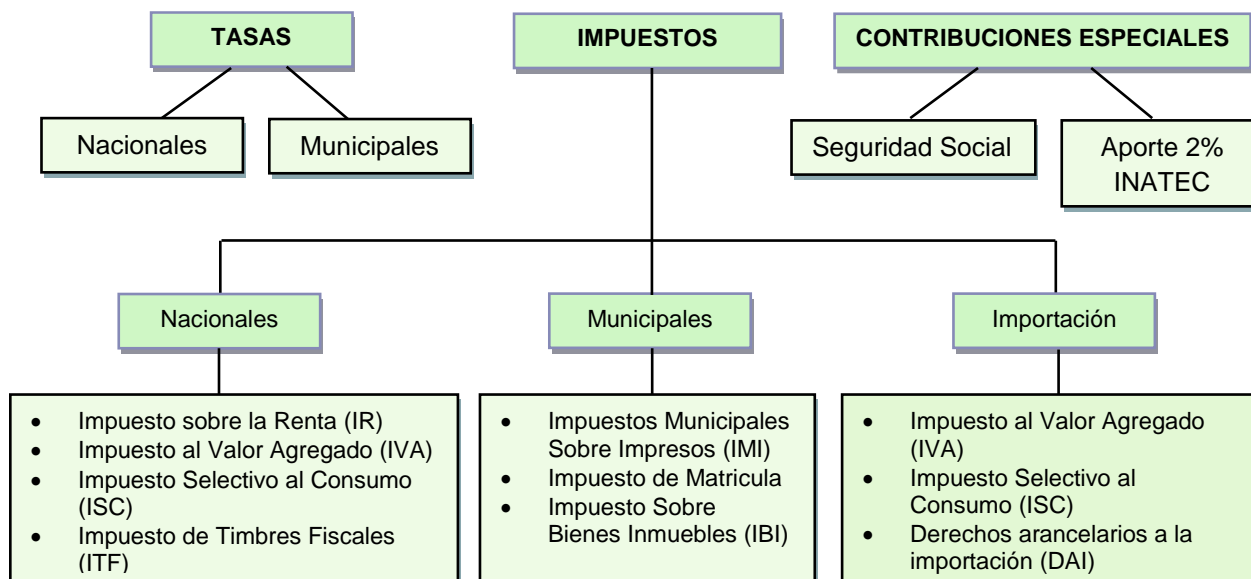 TASAS
IMPUESTOS
CONTRIBUCIONES ESPECIALES
Nacionales
Municipales
Seguridad Social
Aporte 2%
INATEC
Nacionales
Municipales
Importación
• Impuesto sobre la Renta (IR)
• Impuesto al Valor Agregado (IVA)
• Impuesto Selectivo al Consumo
(ISC)
• Impuesto de Timbres Fiscales
(ITF)
• Impuestos Municipales
Sobre Impresos (IMI)
• Impuesto de Matricula
• Impuesto Sobre
Bienes Inmuebles (IBI)
• Impuesto al Valor Agregado
(IVA)
• Impuesto Selectivo al
Consumo (ISC)
• Derechos arancelarios a la
importación (DAI)